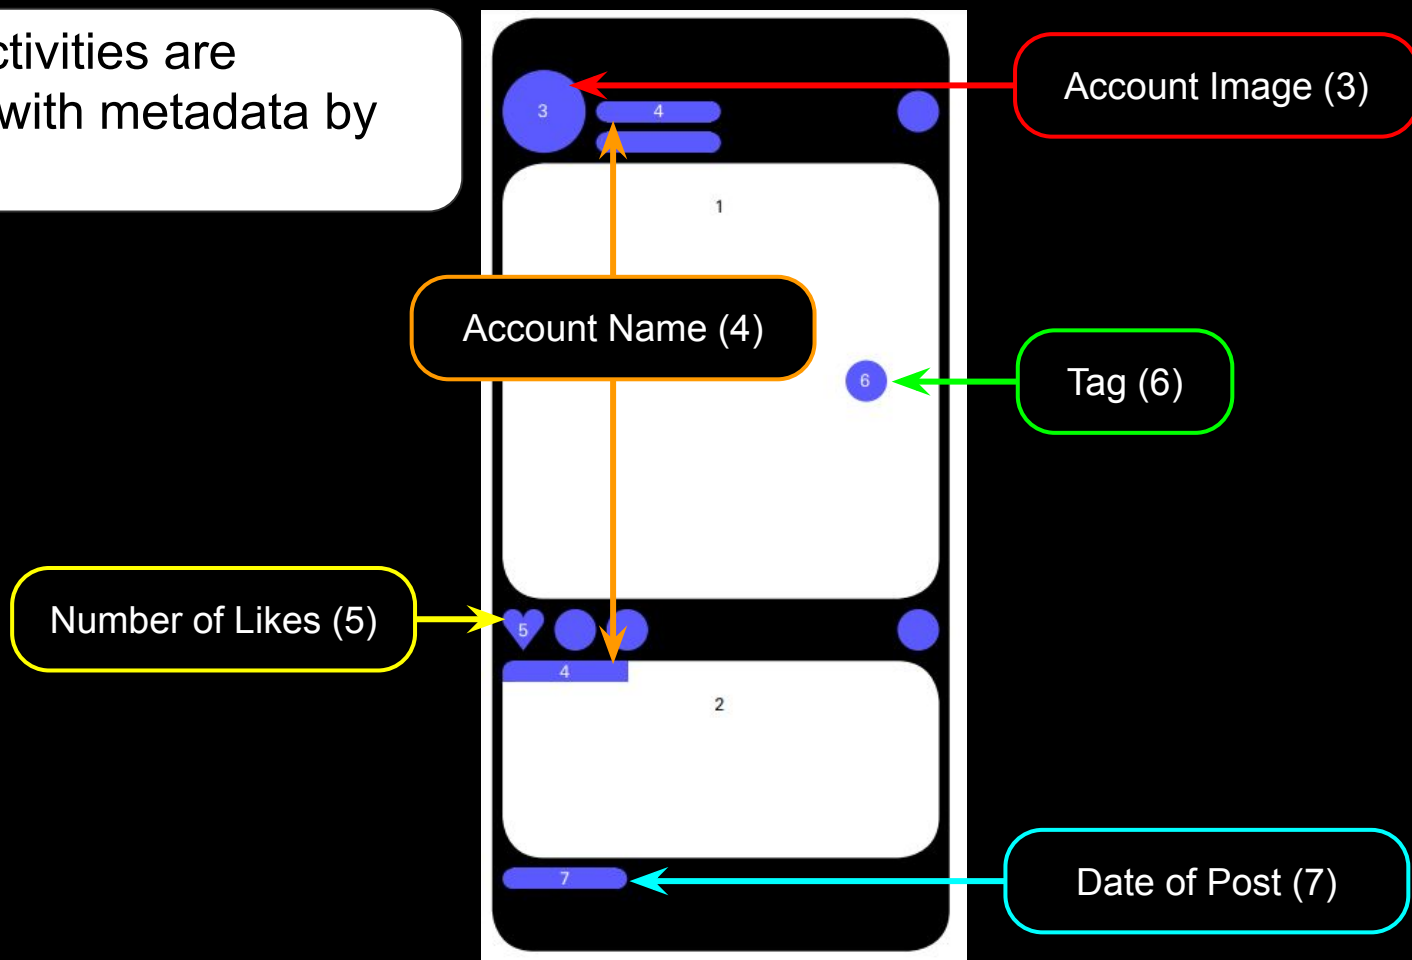 ctivities are
with metadata by
Account Image (3)
3
4
1
Account Name (4)
6
Tag (6)
Number of Likes (5)
5
4
2
7
Date of Post (7)